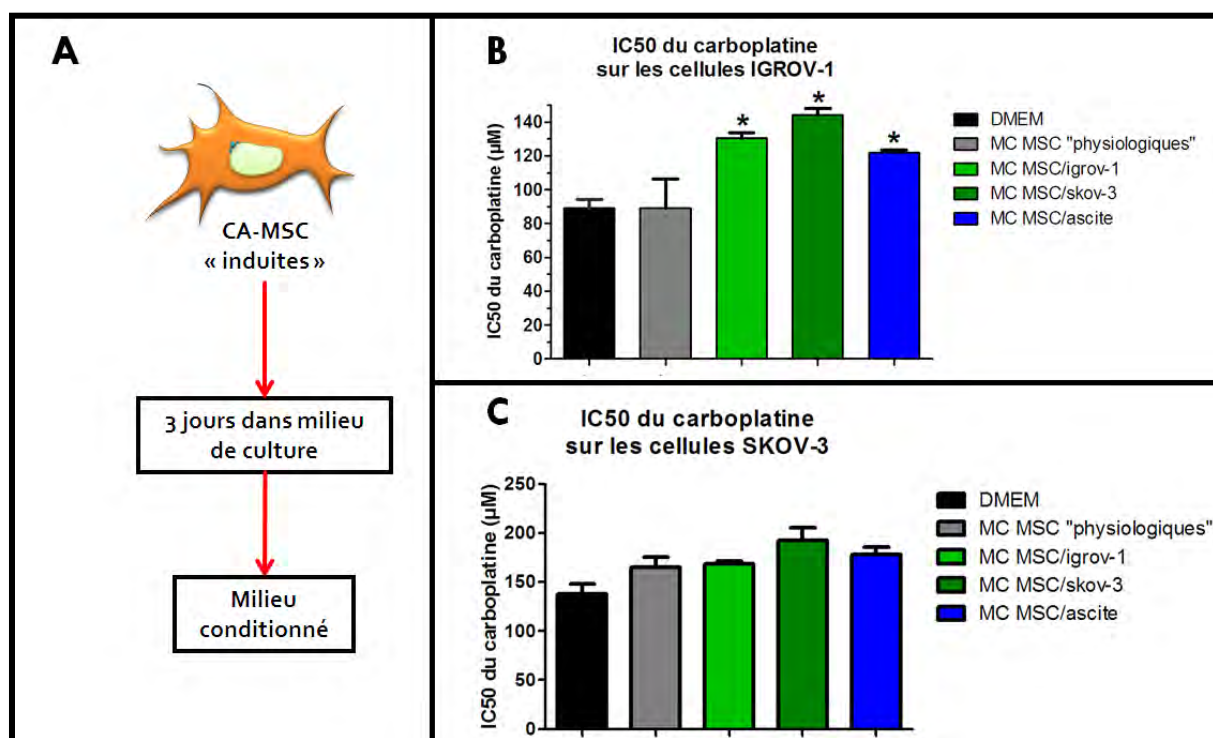 A
CA-MSC
« induites »
3 jours dans milieu
de culture
Milieu
conditionné
B
IC50 du carboplatine
sur les cellules IGROV-1
IC50 du carboplatine (µM)
140
120
100
80
60
40
20
0
*
*
*
DMEM
MC MSC "physiologiques"
MC MSC/igrov-1
MC MSC/skov-3
MC MSC/ascite
C
IC50 du carboplatine
sur les cellules SKOV-3
IC50 du carboplatine (µM)
250
200
150
100
50
0
DMEM
MC MSC "physiologiques"
MC MSC/igrov-1
MC MSC/skov-3
MC MSC/ascite